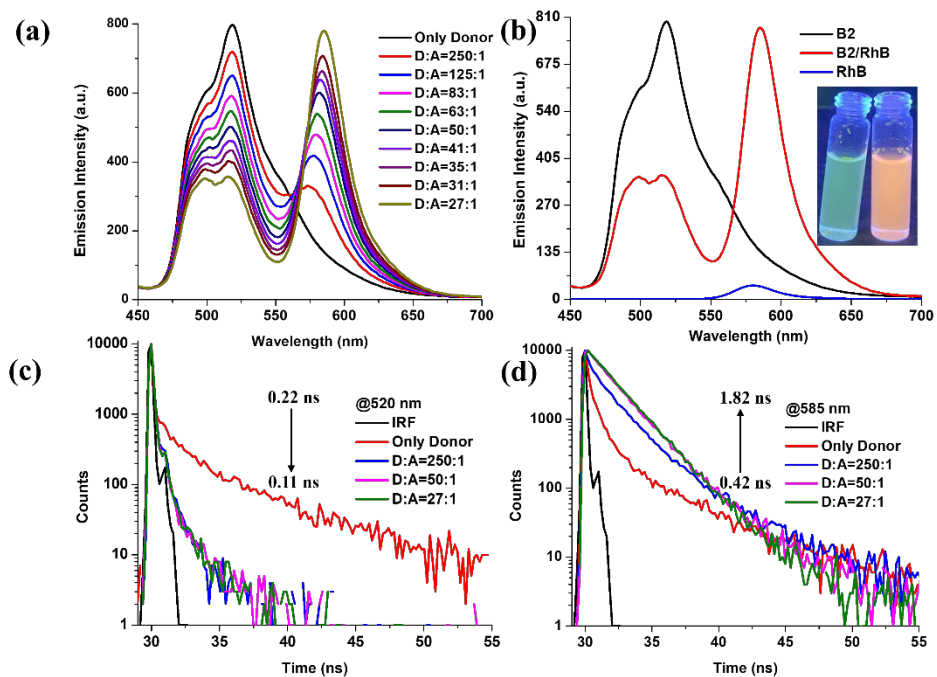 (a)
800
600
400
200
0
450 500 550 600 650 700
Emission Intensity (a.u.)
Wavelength (nm)
Only Donor
D:A=250:1
D:A=125:1
D:A=83:1
D:A=63:1
D:A=50:1
D:A=41:1
D:A=35:1
D:A=31:1
D:A=27:1
(b)
810
675
540
405
270
135
0
450 500 550 600 650 700
Emission Intensity (a.u.)
Wavelength (nm)
B2
B2/RhB
RhB
(c)
10000
1000
100
10
1
30 35 40 45 50 55
Counts
Time (ns)
0.22 ns
0.11 ns
@520 nm
IRF
Only Donor
D:A=250:1
D:A=50:1
D:A=27:1
(d)
10000
1000
100
10
1
30 35 40 45 50 55
Counts
Time (ns)
1.82 ns
0.42 ns
@585 nm
IRF
Only Donor
D:A=250:1
D:A=50:1
D:A=27:1